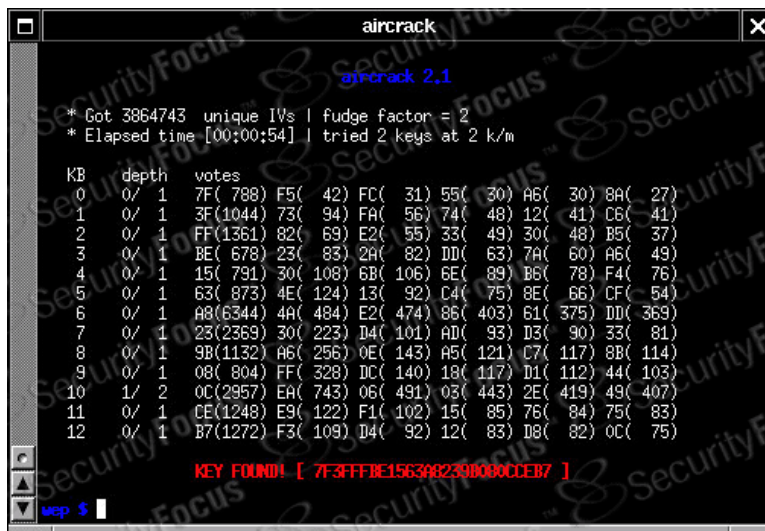 aircrack
aircrack 2.1
* Got 3864743 unique IVs | fudge factor = 2
* Elapsed time [00:00:54] | tried 2 keys at 2 k/m
KB depth votes
0 0/ 1 7F( 788) F5( 42) FC( 31) 55( 30) A6( 30) 8A( 27)
1 0/ 1 3F(1044) 73( 94) FA( 56) 74( 48) 12( 41) C6( 41)
2 0/ 1 FF(1361) 82( 69) E2( 55) 33( 49) 30( 48) B5( 37)
3 0/ 1 BE( 678) 23( 83) 2A( 82) DD( 63) 7A( 60) A6( 49)
4 0/ 1 15( 791) 30( 108) 6B( 106) 6E( 89) B6( 78) F4( 76)
5 0/ 1 63( 873) 4E( 124) 13( 92) C4( 75) 8E( 66) CF( 54)
6 0/ 1 A8(6344) 4A( 484) E2( 474) 86( 403) 61( 375) DD( 369)
7 0/ 1 23(2369) 30( 223) D4( 101) AD( 93) D3( 90) 33( 81)
8 0/ 1 9B(1132) A6( 256) 0E( 143) A5( 121) C7( 117) 8B( 114)
9 0/ 1 08( 804) FF( 328) DC( 140) 18( 117) D1( 112) 44( 103)
10 1/ 2 0C(2957) EA( 743) 06( 491) 03( 443) 2E( 419) 49( 407)
11 0/ 1 CE(1248) E9( 122) F1( 102) 15( 85) 76( 84) 75( 83)
12 0/ 1 B7(1272) F3( 109) D4( 92) 12( 83) D8( 82) 0C( 75)
KEY FOUND! [ 7F3FFFBE1563A8239B080CCEB7 ]
wep $
SecurityFocus